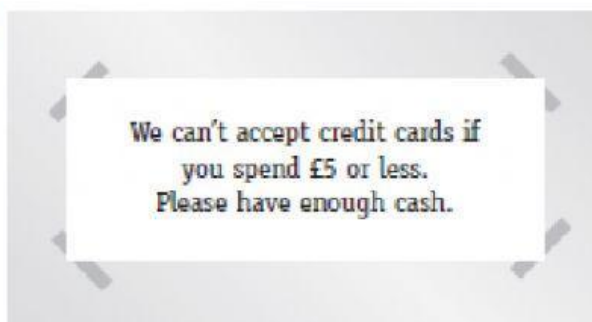 We can't accept credit cards if
you spend £5 or less.
Please have enough cash.